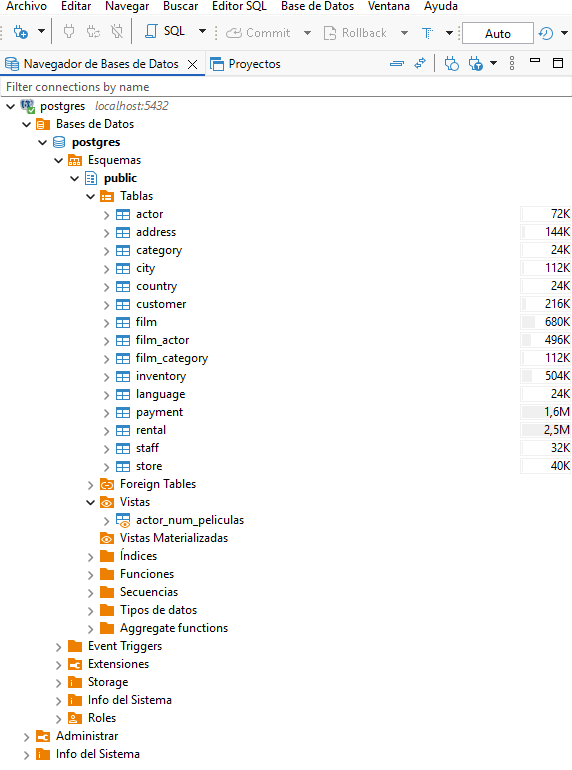 Archivo Editar Navegar Buscar Editor SQL Base de Datos Ventana Ayuda
SQL Commit Rollback T Auto
Navegador de Bases de Datos Proyectos
Filter connections by name
postgres localhost:5432
Bases de Datos
postgres
Esquemas
public
Tablas
actor 72K
address 144K
category 24K
city 112K
country 24K
customer 216K
film 680K
film_actor 496K
film_category 112K
inventory 504K
language 24K
payment 1,6M
rental 2,5M
staff 32K
store 40K
Foreign Tables
Vistas
actor_num_peliculas
Vistas Materializadas
Índices
Funciones
Secuencias
Tipos de datos
Aggregate functions
Event Triggers
Extensiones
Storage
Info del Sistema
Roles
Administrar
Info del Sistema